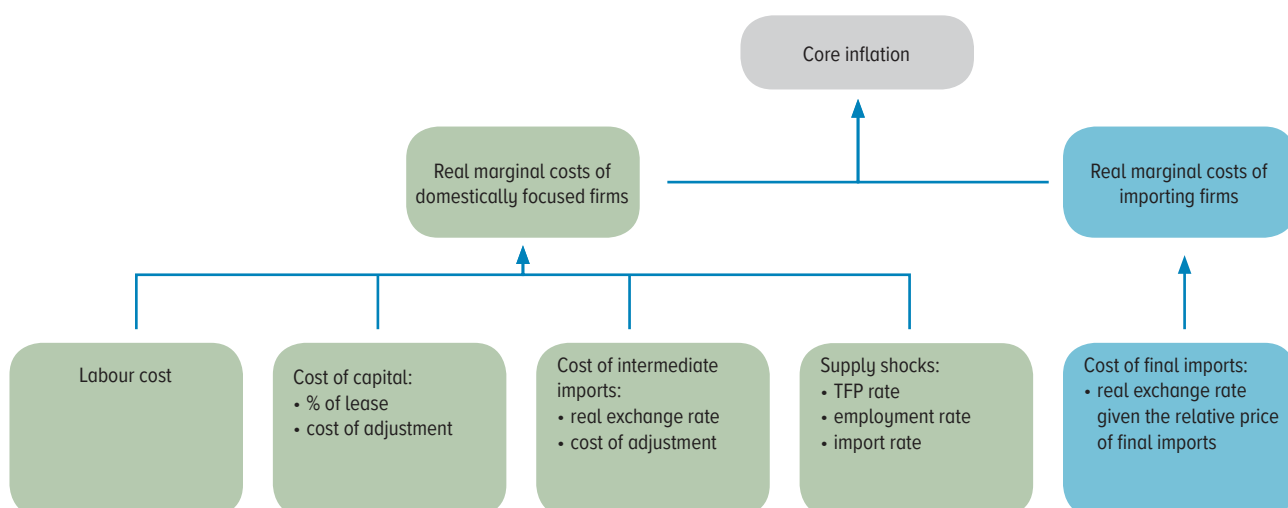 Core inflation
Real marginal costs of
domestically focused firms
Real marginal costs of
importing firms
Labour cost
Cost of capital:
• % of lease
• cost of adjustment
Cost of intermediate
imports:
• real exchange rate
• cost of adjustment
Supply shocks:
• TFP rate
• employment rate
• import rate
Cost of final imports:
• real exchange rate
given the relative price
of final imports